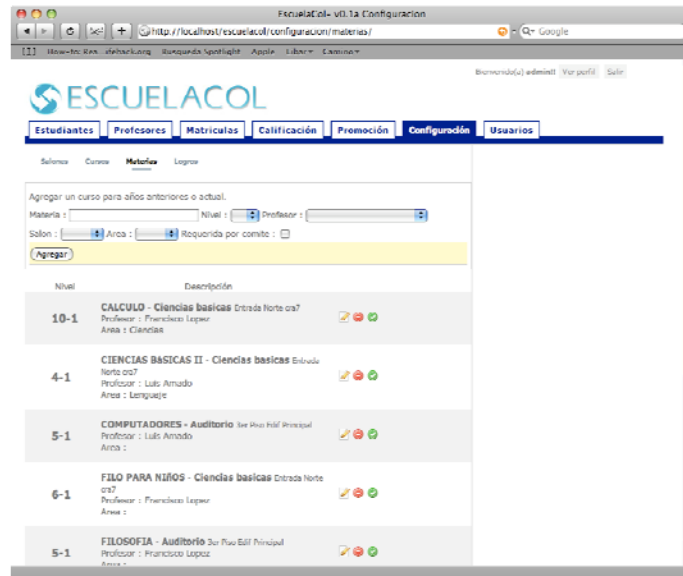 EscuelaCol- v0.1a Configuracion
http://localhost/escuelacol/configuracion/materias/
Google
Busqueda Spotlight Apple
Bienvenido(a) admin!! Ver perfil Salir
ESCUELACOL
Estudiantes Profesores Matriculas Calificación Promoción Configuración Usuarios
Salones Cursos Materias Logros
Agregar un curso para años anteriores o actual.
Materia : Nivel : Profesor :
Salon : Area : Requerida por comite :
Agregar
Nivel Descripción
10-1
CALCULO - Ciencias basicas Entrada Norte cra7
Profesor : Francisco Lopez
Area : Ciencias
4-1
CIENCIAS BASICAS II - Ciencias basicas Entrada
Norte cra7
Profesor : Luis Amado
Area : Lenguaje
5-1
COMPUTADORES - Auditorio 3er Piso Edif Principal
Profesor : Luis Amado
Area :
6-1
FILO PARA NIÑOS - Ciencias basicas Entrada Norte
cra7
Profesor : Francisco Lopez
Area :
5-1
FILOSOFIA - Auditorio 3er Piso Edif Principal
Profesor : Francisco Lopez
Area :